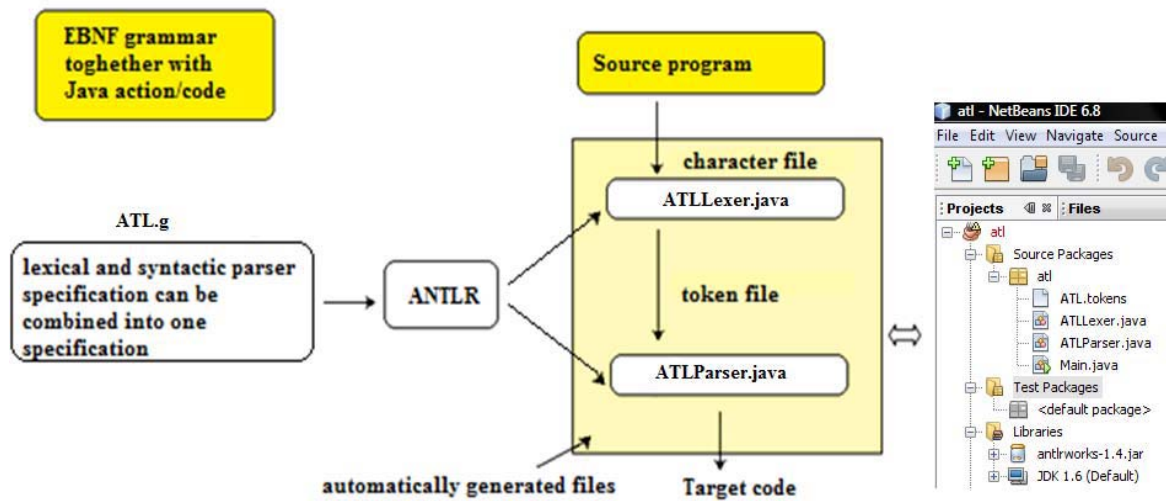 EBNF grammar
toghether with
Java action/code
Source program
ATL.g
lexical and syntactic parser
specification can be
combined into one
specification
ANTLR
character file
ATLLexer.java
token file
ATLParser.java
automatically generated files
Target code
atl - NetBeans IDE 6.8
File Edit View Navigate Source
Projects
Files
atl
Source Packages
atl
ATL.tokens
ATLLexer.java
ATLParser.java
Main.java
Test Packages
<default package>
Libraries
antlrworks-1.4.jar
JDK 1.6 (Default)